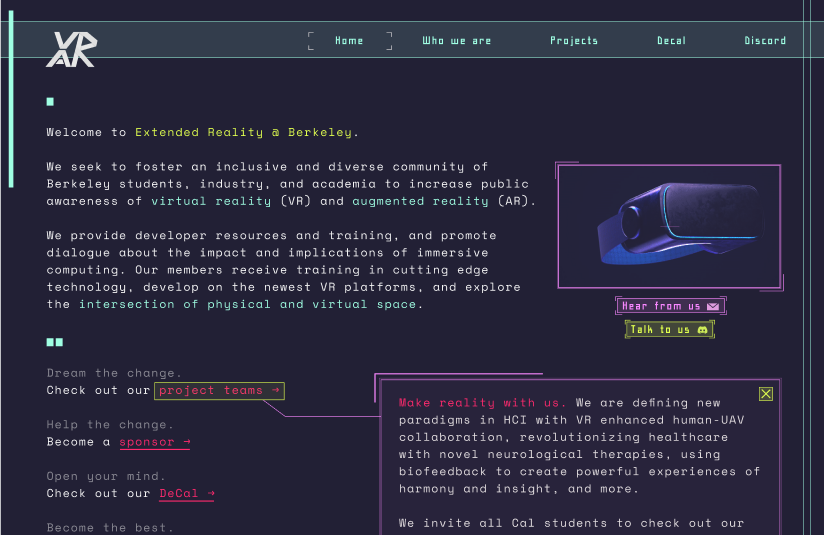 VR
AR
Home
Who we are
Projects
Decal
Discord
Welcome to Extended Reality @ Berkeley.
We seek to foster an inclusive and diverse community of
Berkeley students, industry, and academia to increase public
awareness of virtual reality (VR) and augmented reality (AR).
We provide developer resources and training, and promote
dialogue about the impact and implications of immersive
computing. Our members receive training in cutting edge
technology, develop on the newest VR platforms, and explore
the intersection of physical and virtual space.
Hear from us
Talk to us
Dream the change.
Check out our project teams →
Help the change.
Become a sponsor →
Open your mind.
Check out our DeCal →
Become the best.
Make reality with us. We are defining new
paradigms in HCI with VR enhanced human-UAV
collaboration, revolutionizing healthcare
with novel neurological therapies, using
biofeedback to create powerful experiences of
harmony and insight, and more.
We invite all Cal students to check out our